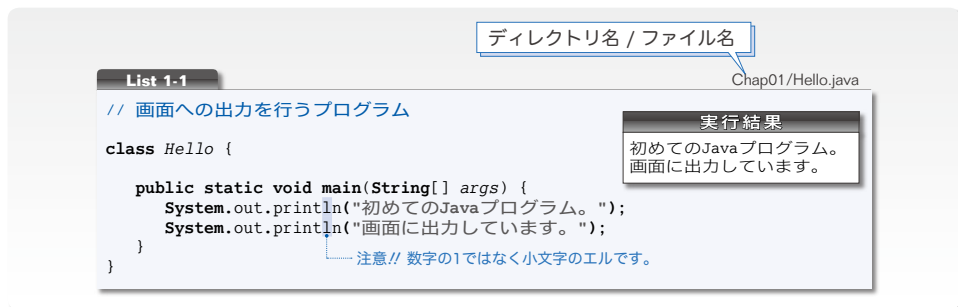 ディレクトリ名 / ファイル名
List 1-1
Chap01/Hello.java
// 画面への出力を行うプログラム
class Hello {
public static void main(String[] args) {
System.out.println("初めてのJavaプログラム。");
System.out.println("画面に出力しています。");
}
}
注意!! 数字の1ではなく小文字のエルです。
実行結果
初めてのJavaプログラム。
画面に出力しています。